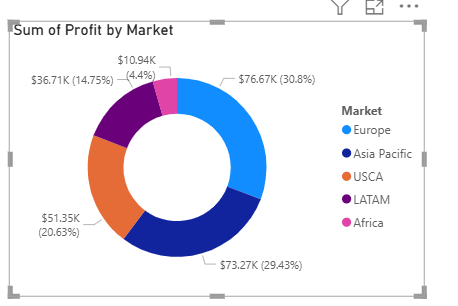 Sum of Profit by Market
$10.94K
(4.4%)
$36.71K (14.75%)
$76.67K (30.8%)
Market
Europe
Asia Pacific
USCA
LATAM
Africa
$51.35K
(20.63%)
$73.27K (29.43%)